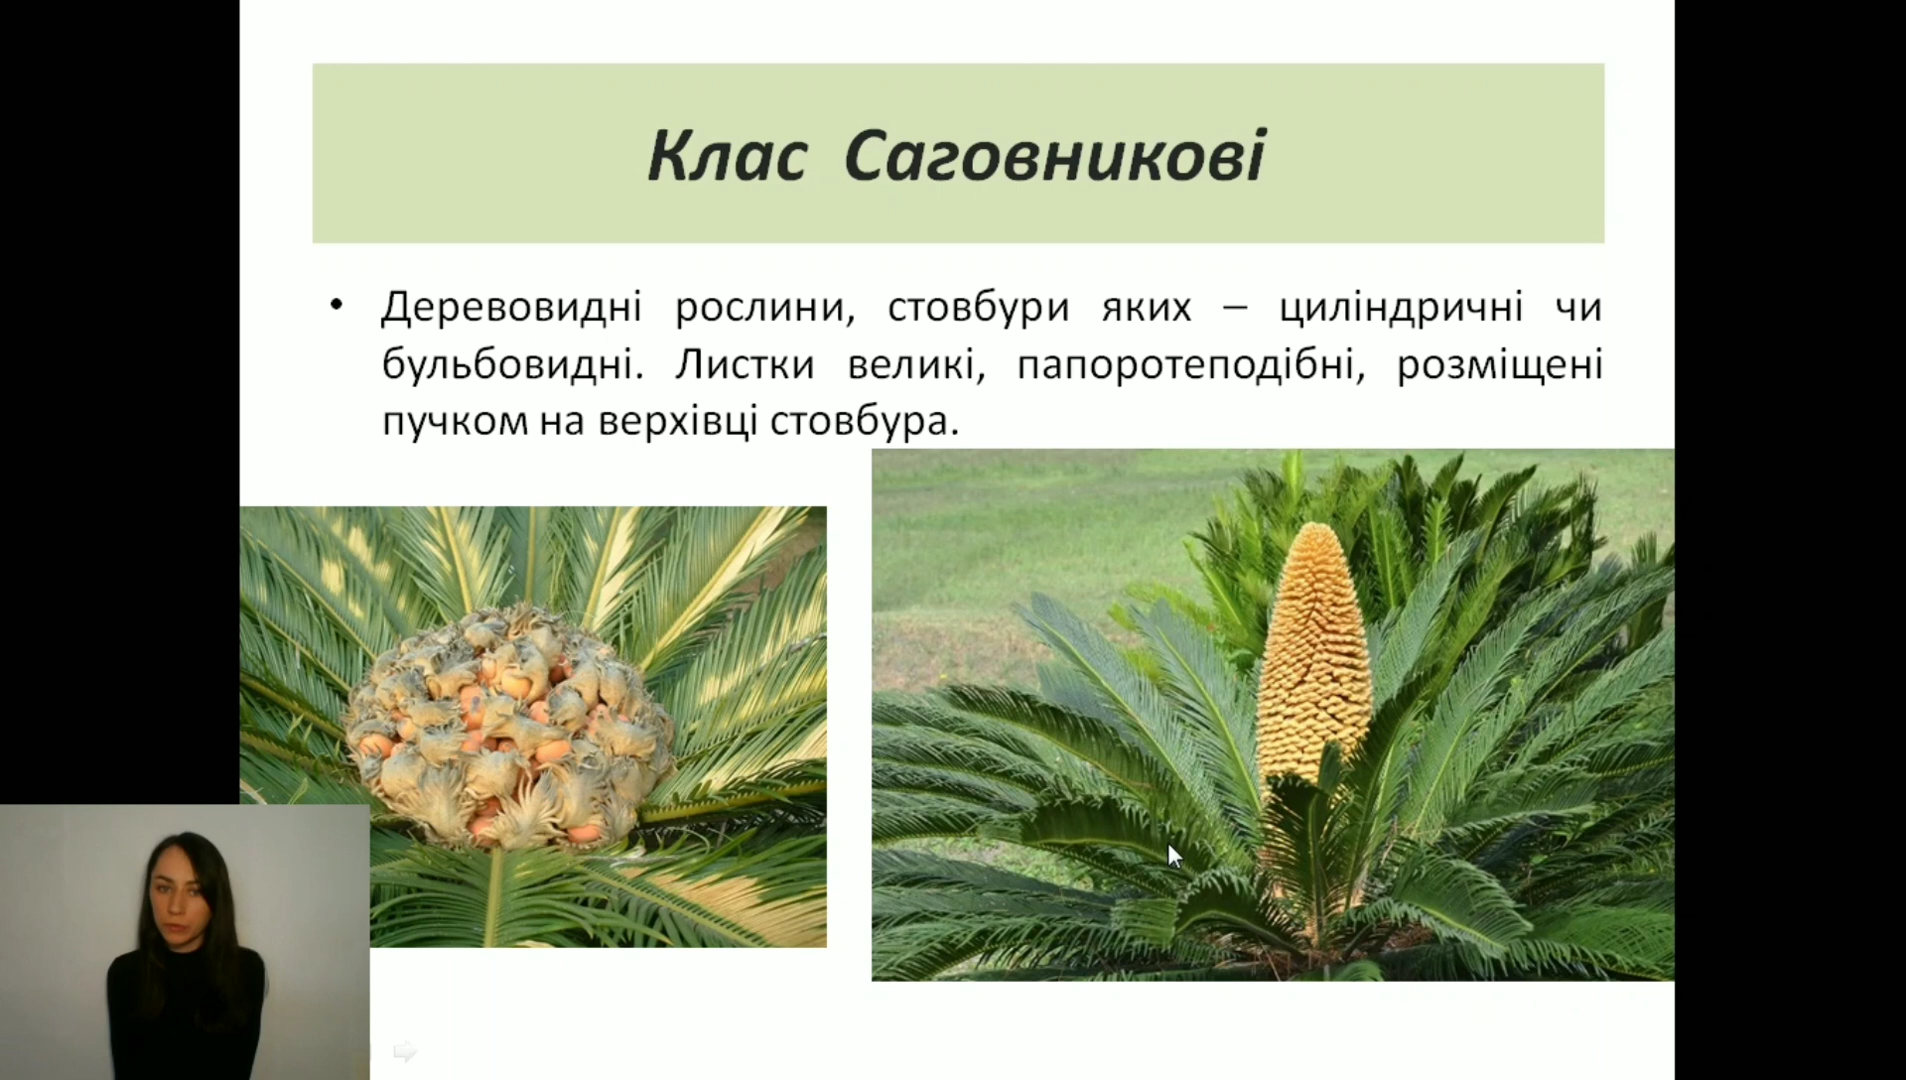 Клас Саговникові
• Деревовидні рослини, стовбури яких – циліндричні чи
бульбовидні. Листки великі, папоротеподібні, розміщені
пучком на верхівці стовбура.